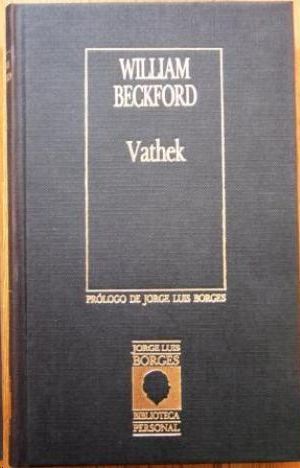 WILLIAM
BECKFORD
Vathek
PRÓLOGO DE JORGE LUIS BORGES
JORGE LUIS
BORGES
BIBLIOTECA
PERSONAL